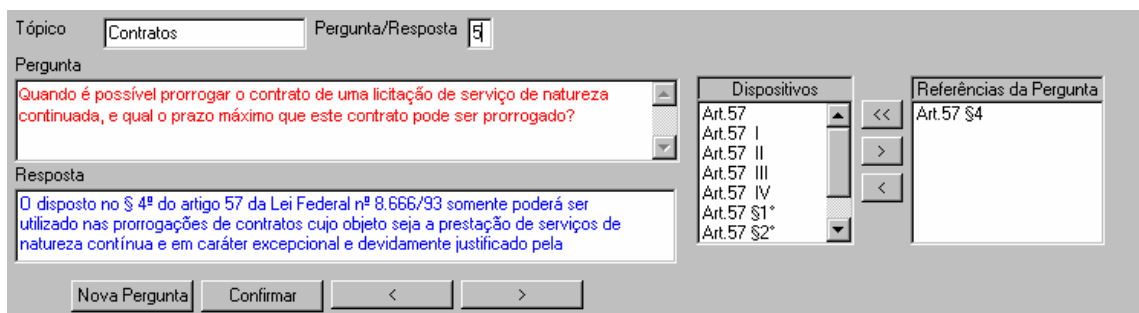 Tópico Contratos Pergunta/Resposta 5
Pergunta
Quando é possível prorrogar o contrato de uma licitação de serviço de natureza
continuada, e qual o prazo máximo que este contrato pode ser prorrogado?
Resposta
O disposto no § 4º do artigo 57 da Lei Federal nº 8.666/93 somente poderá ser
utilizado nas prorrogações de contratos cujo objeto seja a prestação de serviços de
natureza contínua e em caráter excepcional e devidamente justificado pela
Dispositivos
Art.57
Art.57 I
Art.57 II
Art.57 III
Art.57 IV
Art.57 §1°
Art.57 §2°
<<
>
<
Referências da Pergunta
Art.57 §4
Nova Pergunta Confirmar < >